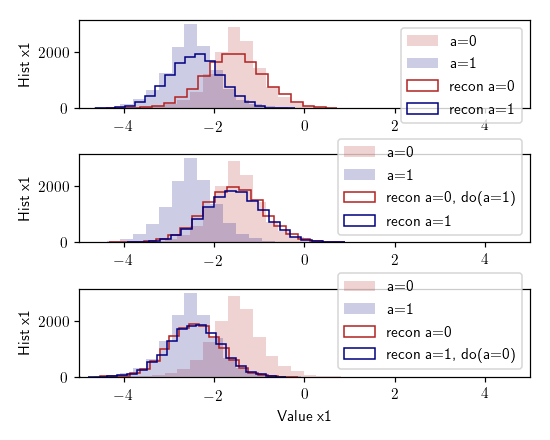 Hist x1
2000
0
−4
−2
0
2
4
a=0
a=1
recon a=0
recon a=1
Hist x1
2000
0
−4
−2
0
2
4
a=0
a=1
recon a=0, do(a=1)
recon a=1
Hist x1
2000
0
−4
−2
0
2
4
a=0
a=1
recon a=0
recon a=1, do(a=0)
Value x1